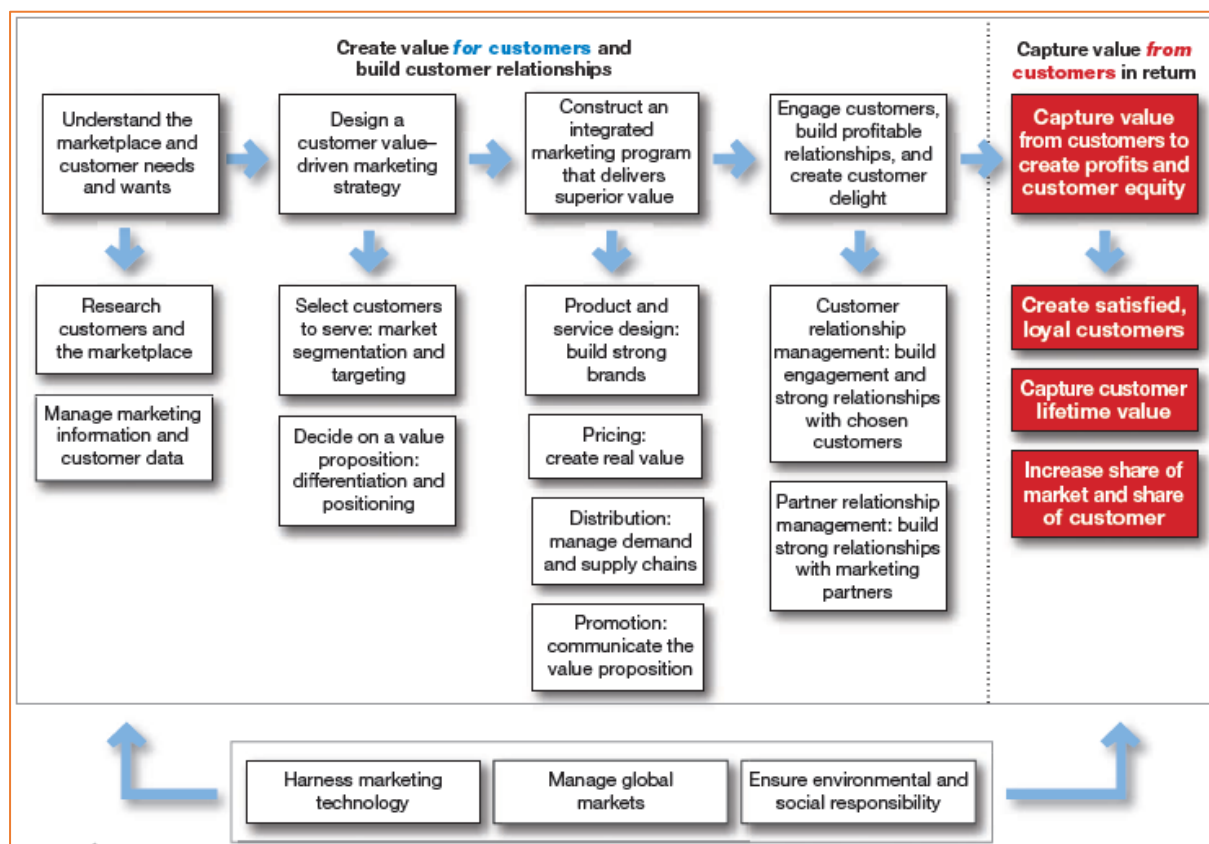 Create value for customers and
build customer relationships
Capture value from
customers in return
Understand the
marketplace and
customer needs
and wants
Design a
customer value–
driven marketing
strategy
Construct an
integrated
marketing program
that delivers
superior value
Engage customers,
build profitable
relationships, and
create customer
delight
Capture value
from customers to
create profits and
customer equity
Research
customers and
the marketplace
Manage marketing
information and
customer data
Select customers
to serve: market
segmentation and
targeting
Decide on a value
proposition:
differentiation and
positioning
Product and
service design:
build strong
brands
Pricing:
create real value
Distribution:
manage demand
and supply chains
Promotion:
communicate the
value proposition
Customer
relationship
management: build
engagement and
strong relationships
with chosen
customers
Partner relationship
management: build
strong relationships
with marketing
partners
Create satisfied,
loyal customers
Capture customer
lifetime value
Increase share of
market and share
of customer
Harness marketing
technology
Manage global
markets
Ensure environmental and
social responsibility